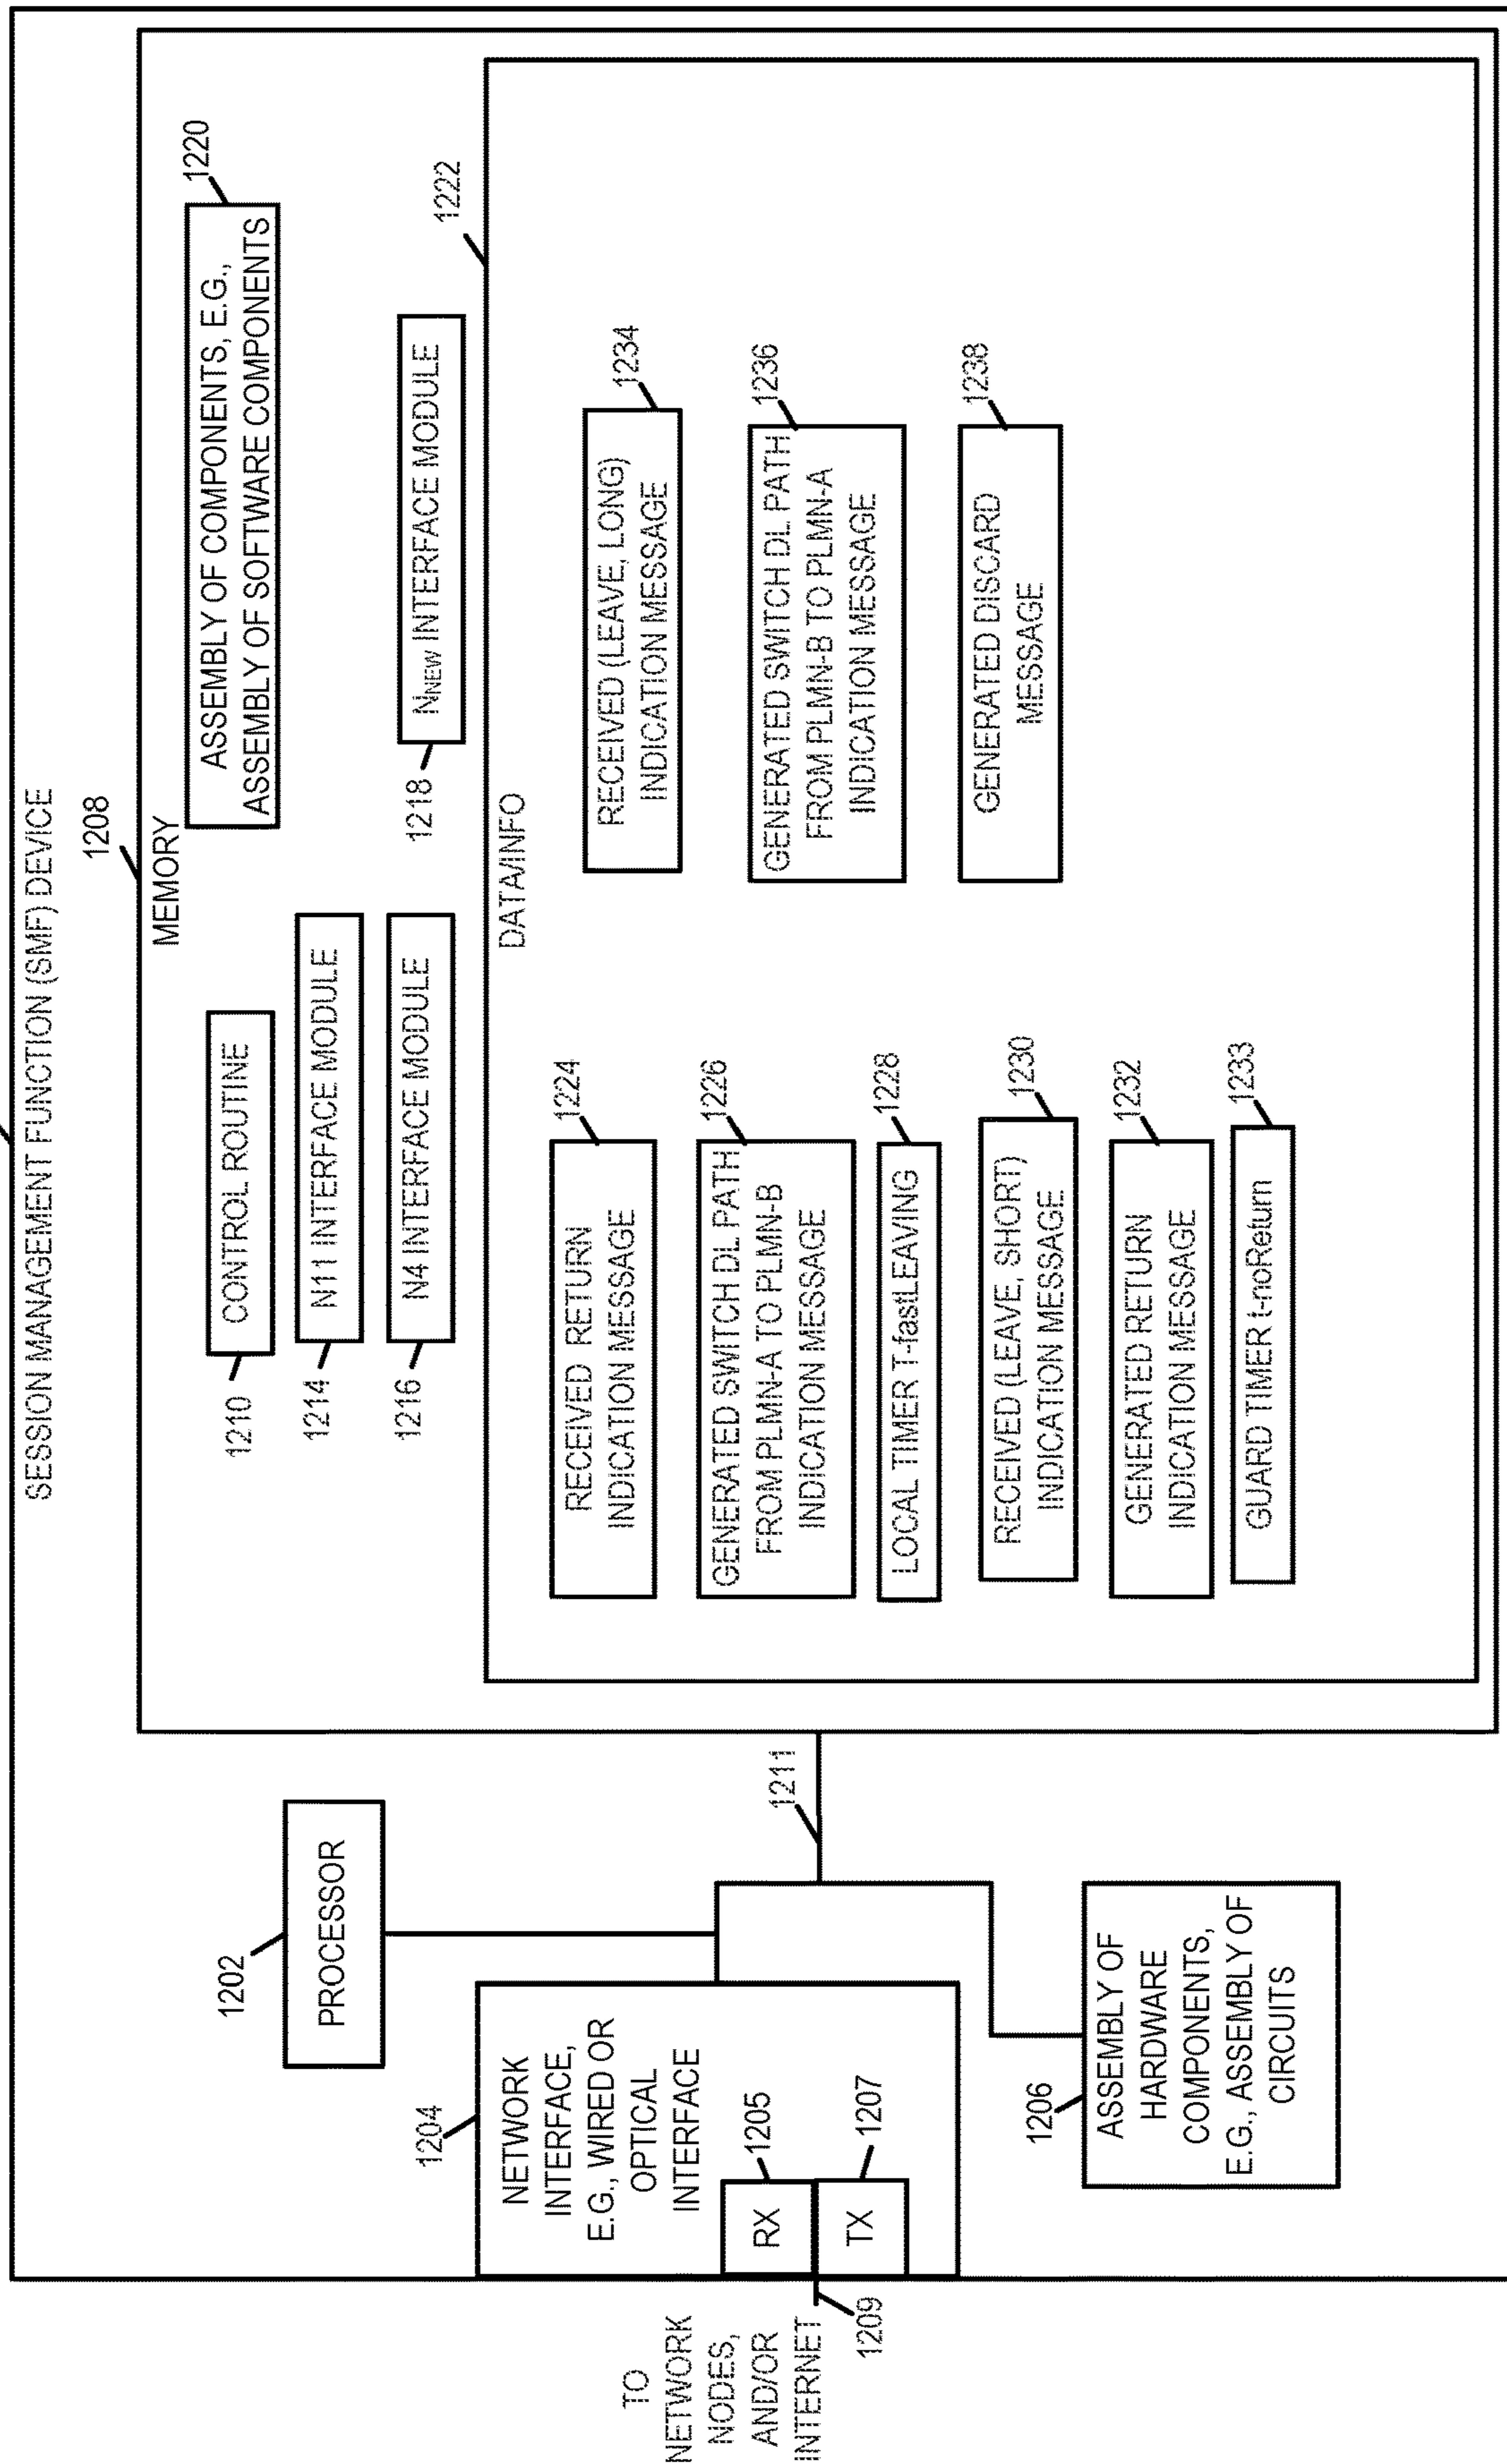 SESSION MANAGEMENT FUNCTION (SMF) DEVICE
1202
PROCESSOR
1204
NETWORK
INTERFACE,
E.G., WIRED OR
OPTICAL
INTERFACE
RX
1205
TX
1207
TO
NETWORK
NODES,
AND/OR
INTERNET
1209
1206
ASSEMBLY OF
HARDWARE
COMPONENTS,
E.G., ASSEMBLY OF
CIRCUITS
1211
1208
MEMORY
1210
CONTROL ROUTINE
1214
N11 INTERFACE MODULE
1216
N4 INTERFACE MODULE
1220
ASSEMBLY OF COMPONENTS, E.G.,
ASSEMBLY OF SOFTWARE COMPONENTS
1218
NNEW INTERFACE MODULE
1222
DATA/INFO
1224
RECEIVED RETURN
INDICATION MESSAGE
1226
GENERATED SWITCH DL PATH
FROM PLMN-A TO PLMN-B
INDICATION MESSAGE
1228
LOCAL TIMER T-fastLEAVING
1230
RECEIVED (LEAVE, SHORT)
INDICATION MESSAGE
1232
GENERATED RETURN
INDICATION MESSAGE
1233
GUARD TIMER t-noReturn
1234
RECEIVED (LEAVE, LONG)
INDICATION MESSAGE
1236
GENERATED SWITCH DL PATH
FROM PLMN-B TO PLMN-A
INDICATION MESSAGE
1238
GENERATED DISCARD
MESSAGE